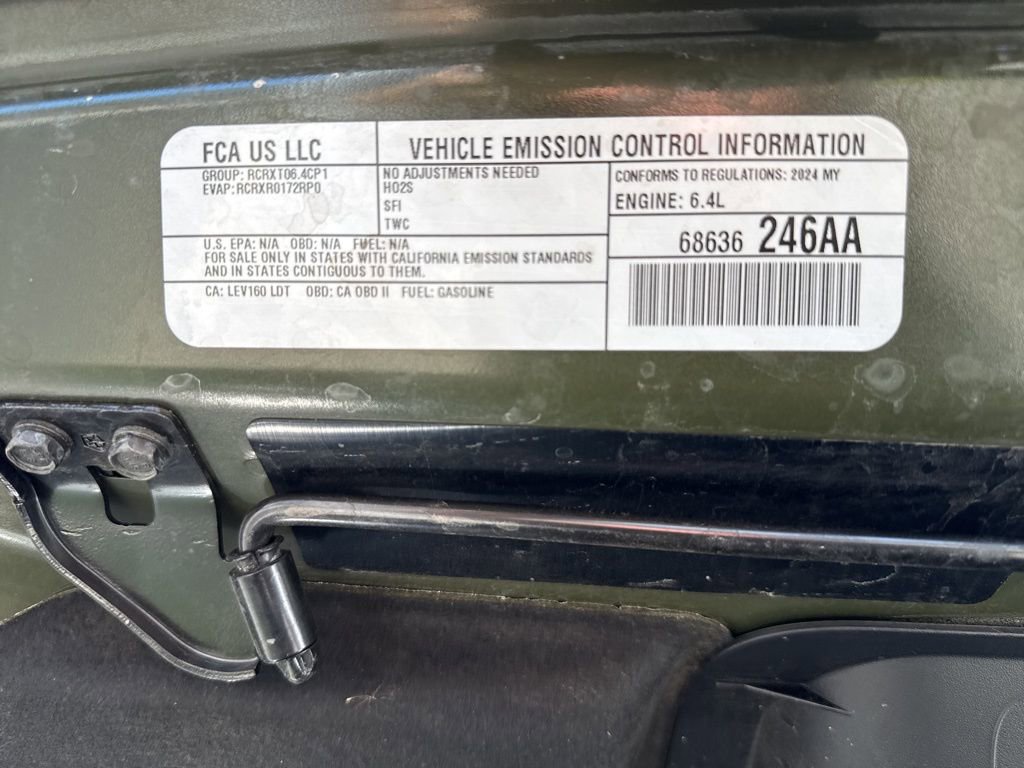 FCA US LLC
VEHICLE EMISSION CONTROL INFORMATION
GROUP: RCRXT06.4CP1
EVAP: RCRXR0172RP0
NO ADJUSTMENTS NEEDED
HO2S
SFI
TWC
CONFORMS TO REGULATIONS: 2024 MY
ENGINE: 6.4L
68636 246AA
U.S. EPA: N/A OBD: N/A FUEL: N/A
FOR SALE ONLY IN STATES WITH CALIFORNIA EMISSION STANDARDS
AND IN STATES CONTIGUOUS TO THEM.
CA: LEV160 LDT OBD: CA OBD II FUEL: GASOLINE